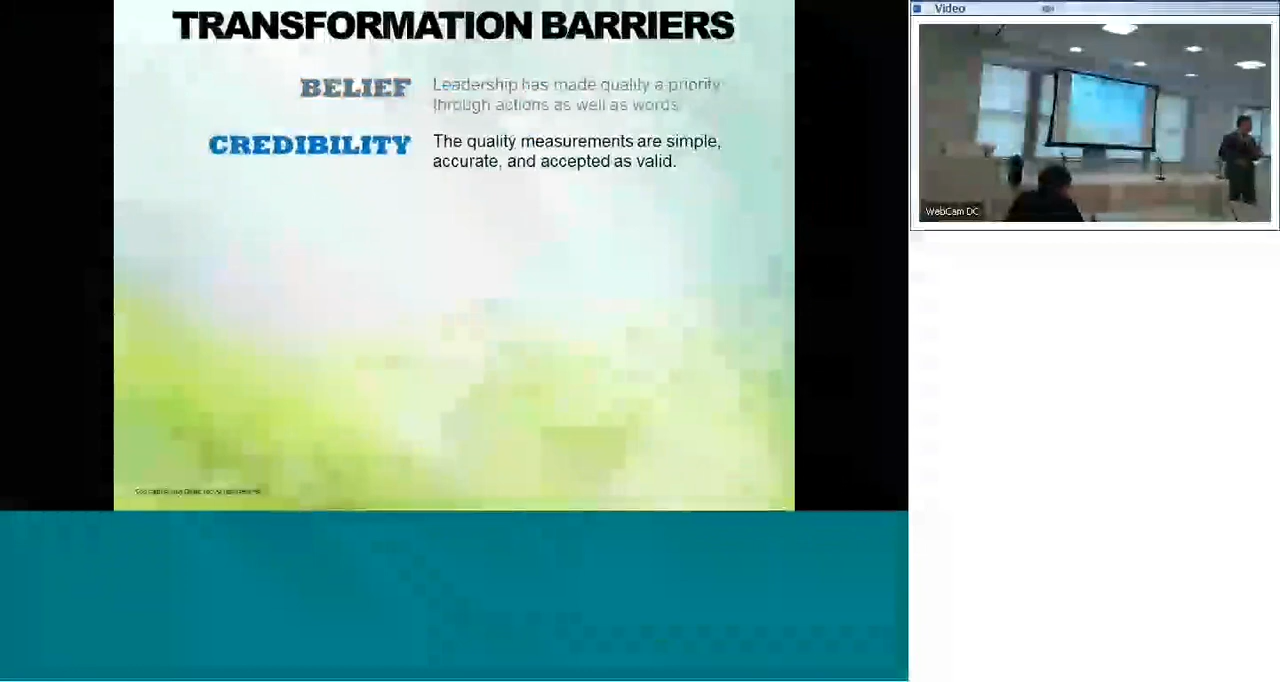 TRANSFORMATION BARRIERS
BELIEF
Leadership has made quality a priority
through actions as well as words.
CREDIBILITY
The quality measurements are simple,
accurate, and accepted as valid.
Video
WebCam DC